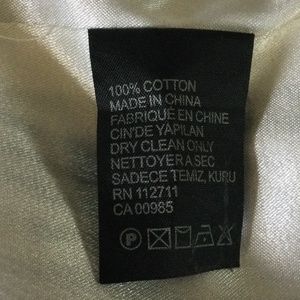 100% COTTON
MADE IN CHINA
FABRIQUÉ EN CHINE
CIN'DE YAPILAN
DRY CLEAN ONLY
NETTOYER A SEC
SADECE TEMIZ, KURU
RN 112711
CA 00985
P